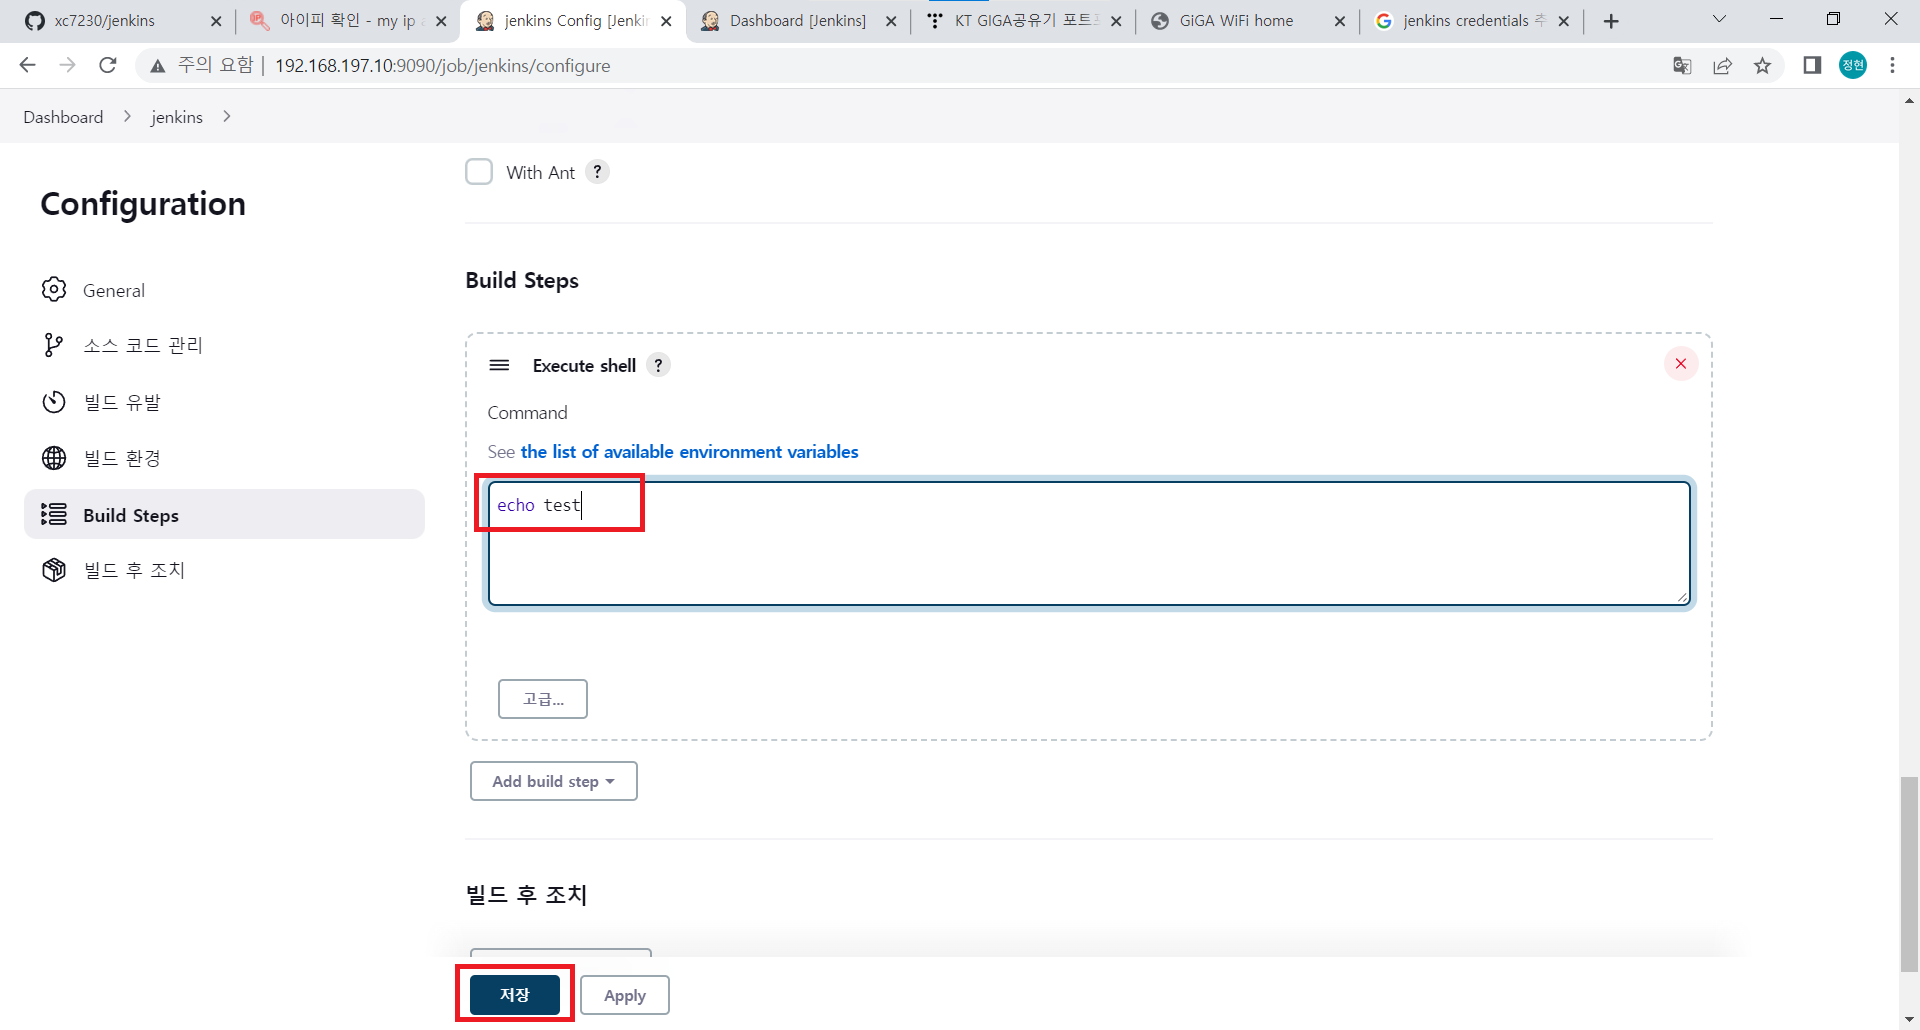 xc7230/jenkins
아이피 확인 - my ip
jenkins Config [Jenki
Dashboard [Jenkins]
KT GIGA공유기 포트
GiGA WiFi home
jenkins credentials 추
주의 요함 | 192.168.197.10:9090/job/jenkins/configure
정현
Dashboard > jenkins >
With Ant ?
Configuration
General
소스 코드 관리
빌드 유발
빌드 환경
Build Steps
빌드 후 조치
Build Steps
Execute shell ?
Command
See the list of available environment variables
echo test
고급...
Add build step
빌드 후 조치
저장
Apply